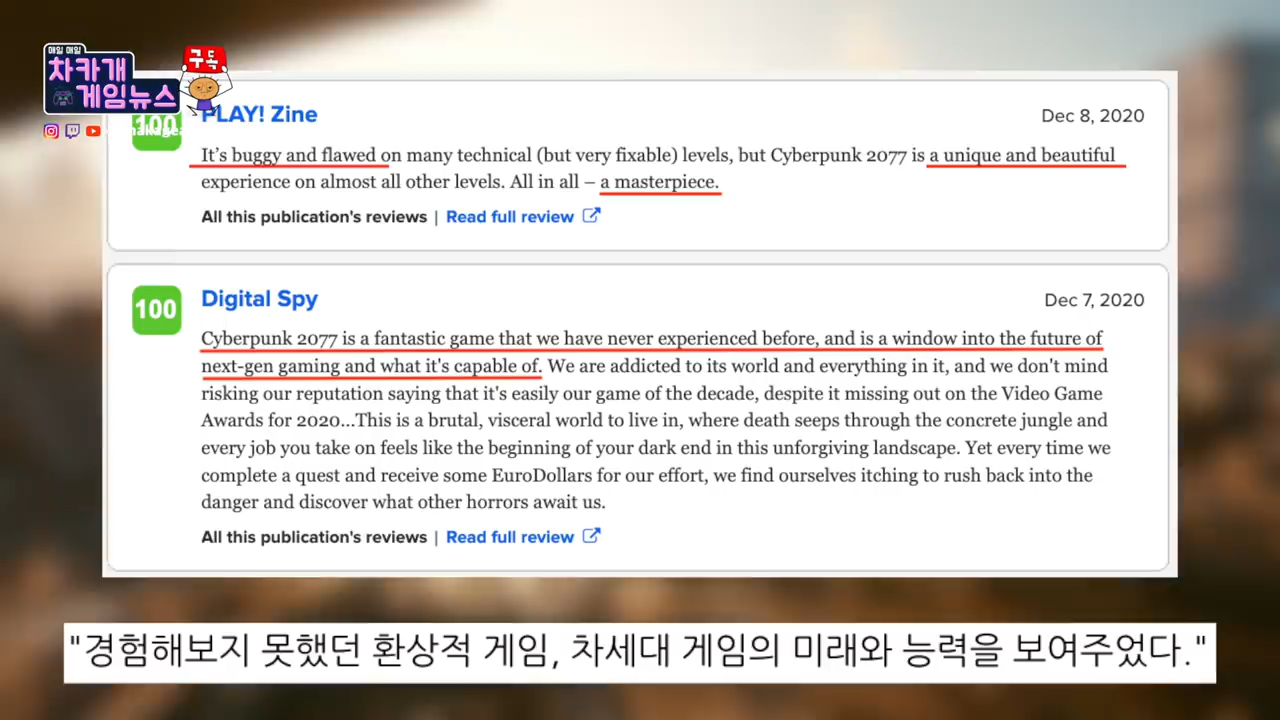 매일 매일
차카개
게임뉴스
구독
100
PLAY! Zine
Dec 8, 2020
It's buggy and flawed on many technical (but very fixable) levels, but Cyberpunk 2077 is a unique and beautiful
experience on almost all other levels. All in all – a masterpiece.
All this publication's reviews | Read full review
100
Digital Spy
Dec 7, 2020
Cyberpunk 2077 is a fantastic game that we have never experienced before, and is a window into the future of
next-gen gaming and what it's capable of. We are addicted to its world and everything in it, and we don't mind
risking our reputation saying that it's easily our game of the decade, despite it missing out on the Video Game
Awards for 2020...This is a brutal, visceral world to live in, where death seeps through the concrete jungle and
every job you take on feels like the beginning of your dark end in this unforgiving landscape. Yet every time we
complete a quest and receive some EuroDollars for our effort, we find ourselves itching to rush back into the
danger and discover what other horrors await us.
All this publication's reviews | Read full review
"경험해보지 못했던 환상적 게임, 차세대 게임의 미래와 능력을 보여주었다."